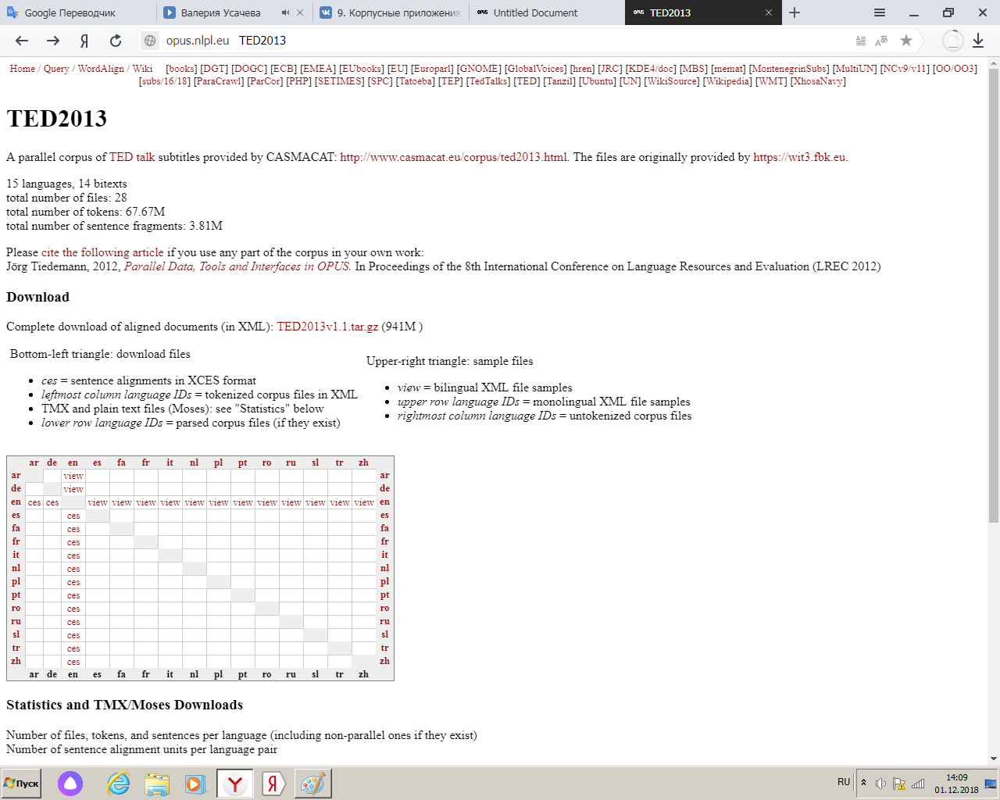 Google Переводчик
Валерия Усачева
9. Корпусные приложения
OPUS Untitled Document
OPUS TED2013
Я
opus.nlpl.eu TED2013
Home / Query / WordAlign / Wiki [books] [DGT] [DOGC] [ECB] [EMEA] [EUbooks] [EU] [Europarl] [GNOME] [GlobalVoices] [hren] [JRC] [KDE4/doc] [MBS] [memat] [MontenegrinSubs] [MultiUN] [NCv9/v11] [OO/OO3]
[subs/16/18] [ParaCrawl] [ParCor] [PHP] [SETIMES] [SPC] [Tatoeba] [TEP] [TedTalks] [TED] [Tanzil] [Ubuntu] [UN] [WikiSource] [Wikipedia] [WMT] [XhosaNavy]
TED2013
A parallel corpus of TED talk subtitles provided by CASMACAT: http://www.casmacat.eu/corpus/ted2013.html. The files are originally provided by https://wit3.fbk.eu.
15 languages, 14 bitexts
total number of files: 28
total number of tokens: 67.67M
total number of sentence fragments: 3.81M
Please cite the following article if you use any part of the corpus in your own work:
Jörg Tiedemann, 2012, Parallel Data, Tools and Interfaces in OPUS. In Proceedings of the 8th International Conference on Language Resources and Evaluation (LREC 2012)
Download
Complete download of aligned documents (in XML): TED2013v1.1.tar.gz (941M )
Bottom-left triangle: download files
• ces = sentence alignments in XCES format
• leftmost column language IDs = tokenized corpus files in XML
• TMX and plain text files (Moses): see "Statistics" below
• lower row language IDs = parsed corpus files (if they exist)
Upper-right triangle: sample files
• view = bilingual XML file samples
• upper row language IDs = monolingual XML file samples
• rightmost column language IDs = untokenized corpus files
ar de en es fa fr it nl pl pt ro ru sl tr zh
ar view ar
de view de
en ces ces view view view view view view view view view view view view en
es ces es
fa ces fa
fr ces fr
it ces it
nl ces nl
pl ces pl
pt ces pt
ro ces ro
ru ces ru
sl ces sl
tr ces tr
zh ces zh
ar de en es fa fr it nl pl pt ro ru sl tr zh
Statistics and TMX/Moses Downloads
Number of files, tokens, and sentences per language (including non-parallel ones if they exist)
Number of sentence alignment units per language pair
Пуск
Я
RU
14:09
01.12.2018